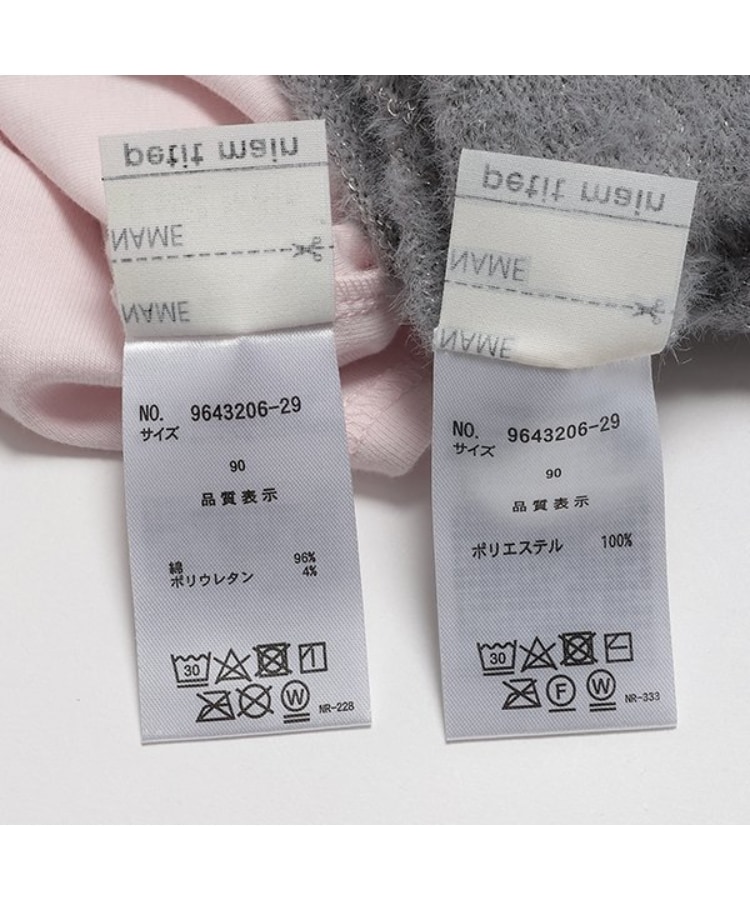 petit main
NAME
NAME
NO. 9643206-29
サイズ
90
品質表示
綿 96%
ポリウレタン 4%
30
W
NR-228
petit main
NAME
NAME
NO. 9643206-29
サイズ
90
品質表示
ポリエステル 100%
30
F W
NR-333